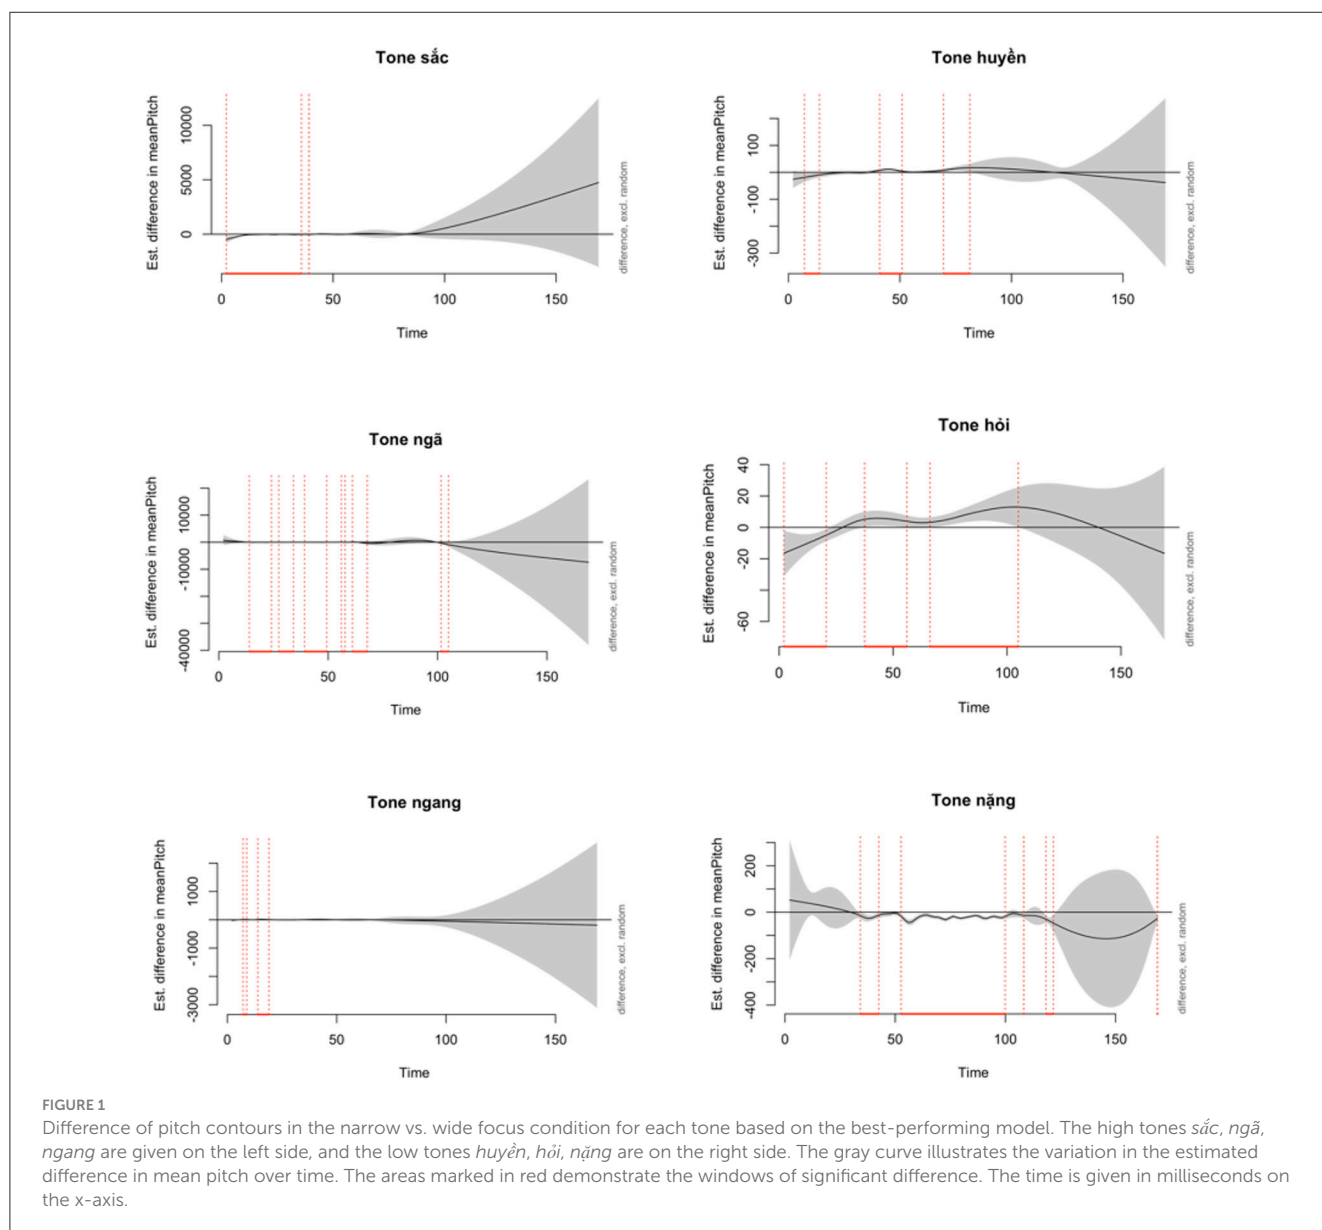 Tone sắc
Est. difference in meanPitch
10000
5000
0
0
50
100
150
Time
difference, excl. random
Tone huyền
Est. difference in meanPitch
100
-100
-300
0
50
100
150
Time
difference, excl. random
Tone ngã
Est. difference in meanPitch
10000
-10000
-40000
0
50
100
150
Time
difference, excl. random
Tone hỏi
Est. difference in meanPitch
40
20
0
-20
-60
0
50
100
150
Time
difference, excl. random
Tone ngang
Est. difference in meanPitch
1000
-1000
-3000
0
50
100
150
Time
difference, excl. random
Tone nặng
Est. difference in meanPitch
200
0
-200
-400
0
50
100
150
Time
difference, excl. random
FIGURE 1
Difference of pitch contours in the narrow vs. wide focus condition for each tone based on the best-performing model. The high tones sắc, ngã,
ngang are given on the left side, and the low tones huyền, hỏi, nặng are on the right side. The gray curve illustrates the variation in the estimated
difference in mean pitch over time. The areas marked in red demonstrate the windows of significant difference. The time is given in milliseconds on
the x-axis.